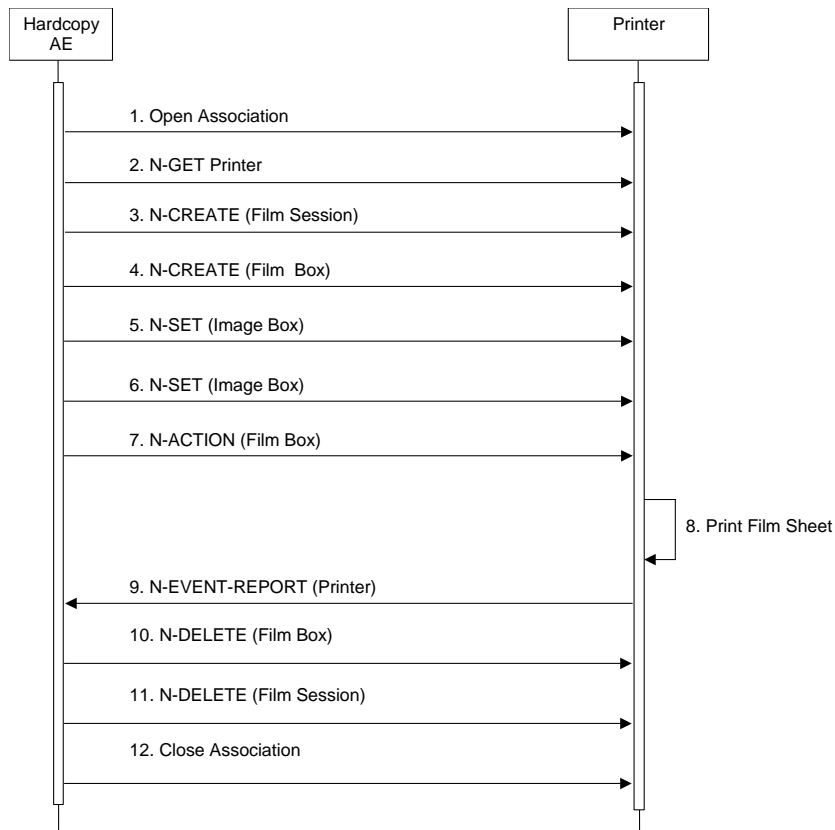 Hardcopy
AE
Printer
1. Open Association
2. N-GET Printer
3. N-CREATE (Film Session)
4. N-CREATE (Film  Box)
5. N-SET (Image Box)
6. N-SET (Image Box)
7. N-ACTION (Film Box)
8. Print Film Sheet
9. N-EVENT-REPORT (Printer)
10. N-DELETE (Film Box)
11. N-DELETE (Film Session)
12. Close Association